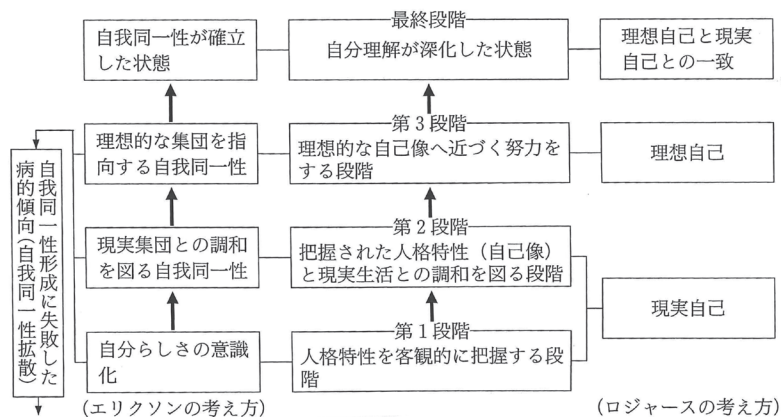 最終段階
自我同一性が確立
した状態
自分理解が深化した状態
理想自己と現実
自己との一致
第3段階
理想的な集団を指
向する自我同一性
理想的な自己像へ近づく努力を
する段階
理想自己
第2段階
現実集団との調和
を図る自我同一性
把握された人格特性（自己像）
と現実生活との調和を図る段階
現実自己
第1段階
自分らしさの意識
化
人格特性を客観的に把握する段
階
自我同一性形成に失敗した
病的傾向（自我同一性拡散）
（エリクソンの考え方）
（ロジャースの考え方）